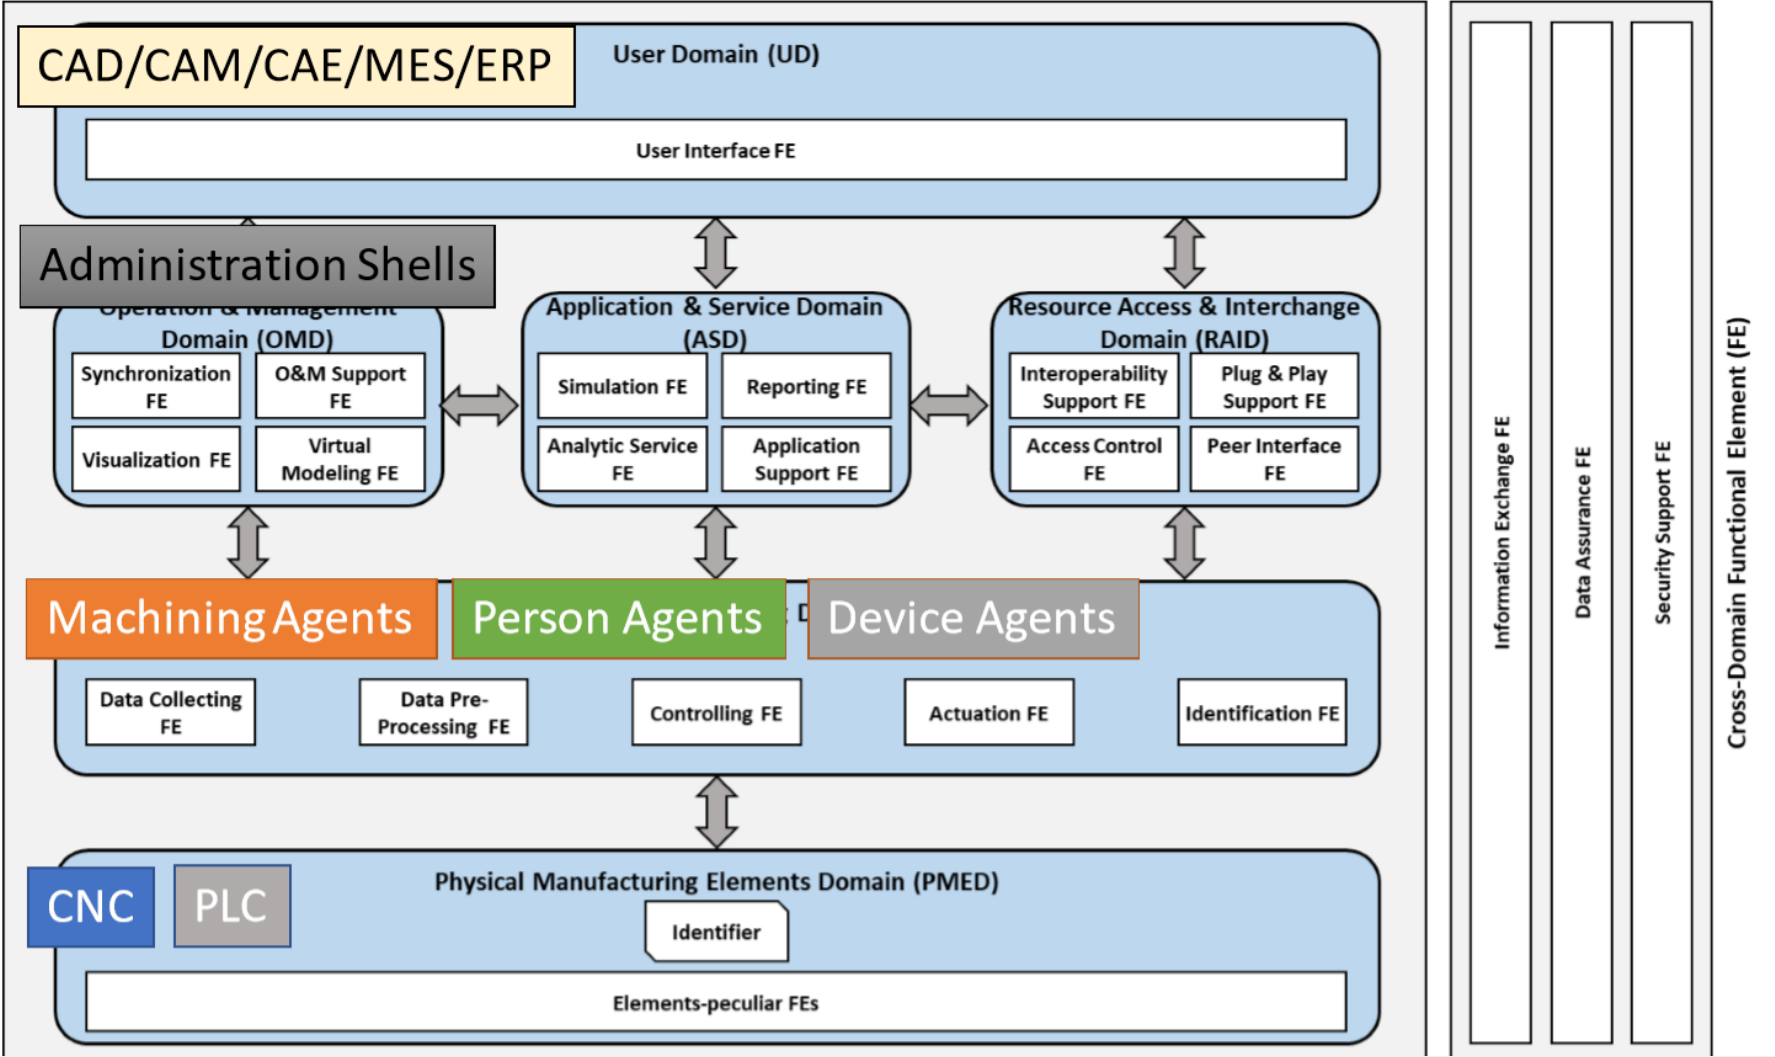 CAD/CAM/CAE/MES/ERP
User Domain (UD)
User Interface FE
Administration Shells
Operation & Management
Domain (OMD)
Synchronization
FE
O&M Support
FE
Visualization FE
Virtual
Modeling FE
Application & Service Domain
(ASD)
Simulation FE
Reporting FE
Analytic Service
FE
Application
Support FE
Resource Access & Interchange
Domain (RAID)
Interoperability
Support FE
Plug & Play
Support FE
Access Control
FE
Peer Interface
FE
Machining Agents
Person Agents
Device Agents
Data Collecting
FE
Data Pre-
Processing FE
Controlling FE
Actuation FE
Identification FE
CNC
PLC
Physical Manufacturing Elements Domain (PMED)
Identifier
Elements-peculiar FEs
Information Exchange FE
Data Assurance FE
Security Support FE
Cross-Domain Functional Element (FE)